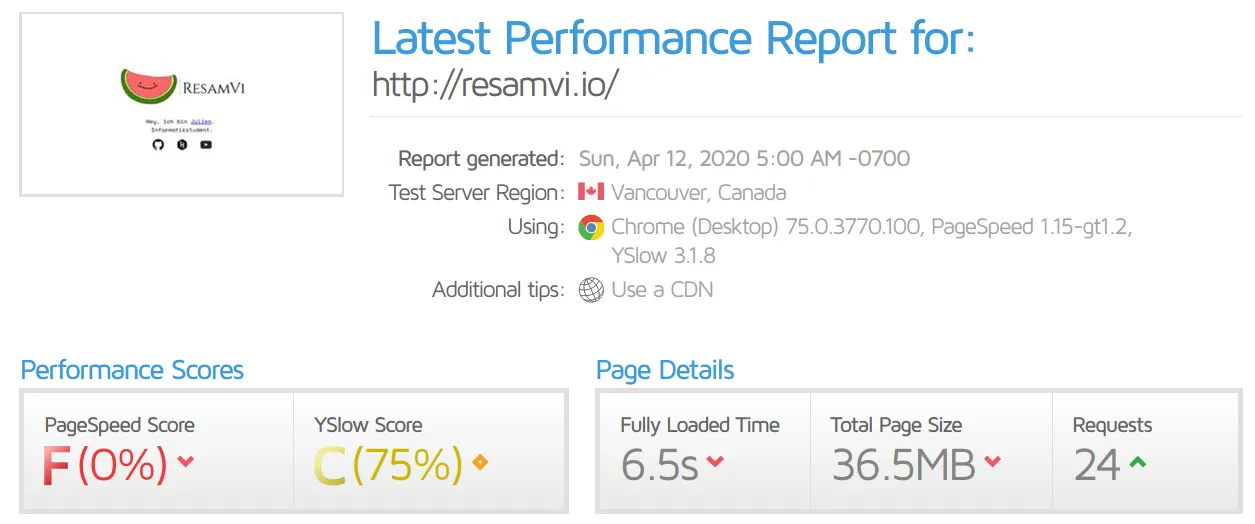 RESAMVI
Hey, Ich bin Julien.
Informatikstudent.
Latest Performance Report for:
http://resamvi.io/
Report generated: Sun, Apr 12, 2020 5:00 AM -0700
Test Server Region: Vancouver, Canada
Using: Chrome (Desktop) 75.0.3770.100, PageSpeed 1.15-gt1.2,
YSlow 3.1.8
Additional tips: Use a CDN
Performance Scores
PageSpeed Score
F(0%)
YSlow Score
C(75%)
Page Details
Fully Loaded Time
6.5s
Total Page Size
36.5MB
Requests
24